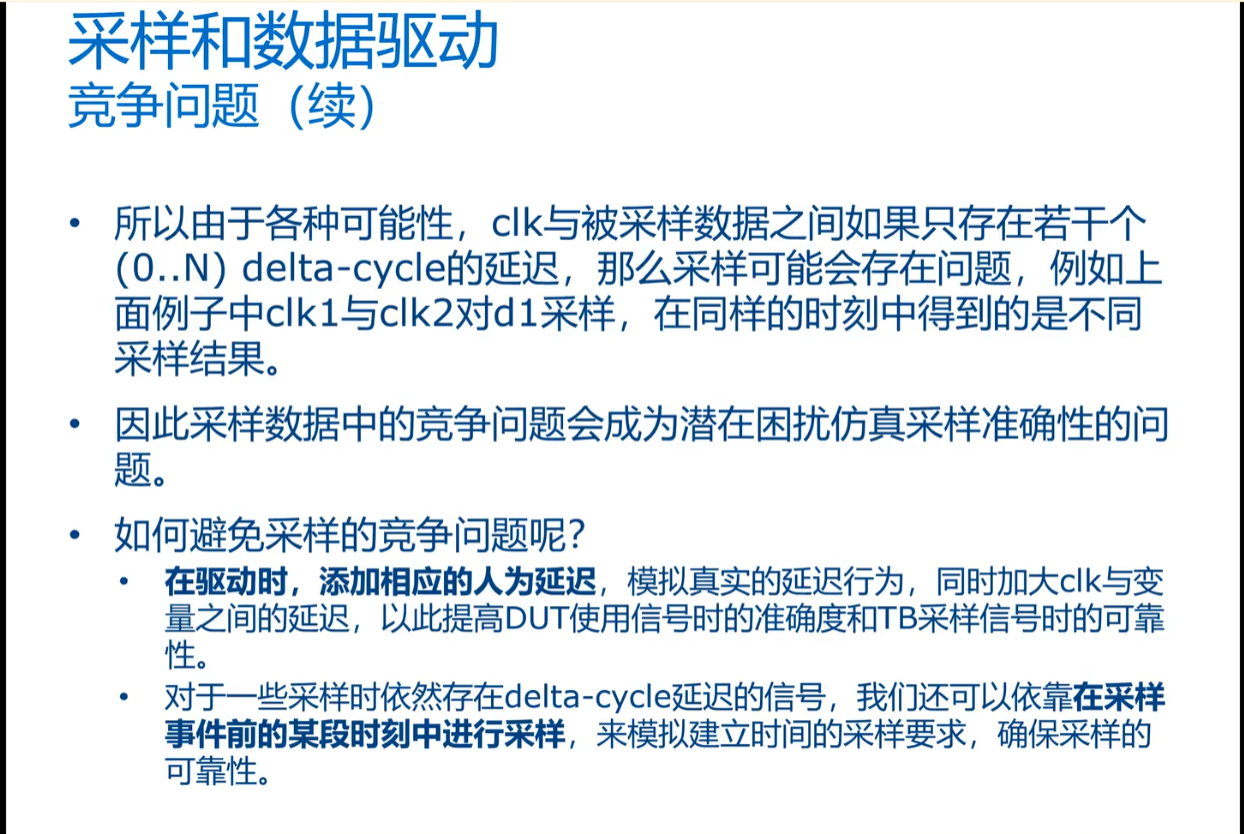 采样和数据驱动
竞争问题（续）
• 所以由于各种可能性，clk与被采样数据之间如果只存在若干个
(0..N) delta-cycle的延迟，那么采样可能会存在问题，例如上
面例子中clk1与clk2对d1采样，在同样的时刻中得到的是不同
采样结果。
• 因此采样数据中的竞争问题会成为潜在困扰仿真采样准确性的问
题。
• 如何避免采样的竞争问题呢？
• 在驱动时，添加相应的人为延迟，模拟真实的延迟行为，同时加大clk与变
量之间的延迟，以此提高DUT使用信号时的准确度和TB采样信号时的可靠
性。
• 对于一些采样时依然存在delta-cycle延迟的信号，我们还可以依靠在采样
事件前的某段时刻中进行采样，来模拟建立时间的采样要求，确保采样的
可靠性。